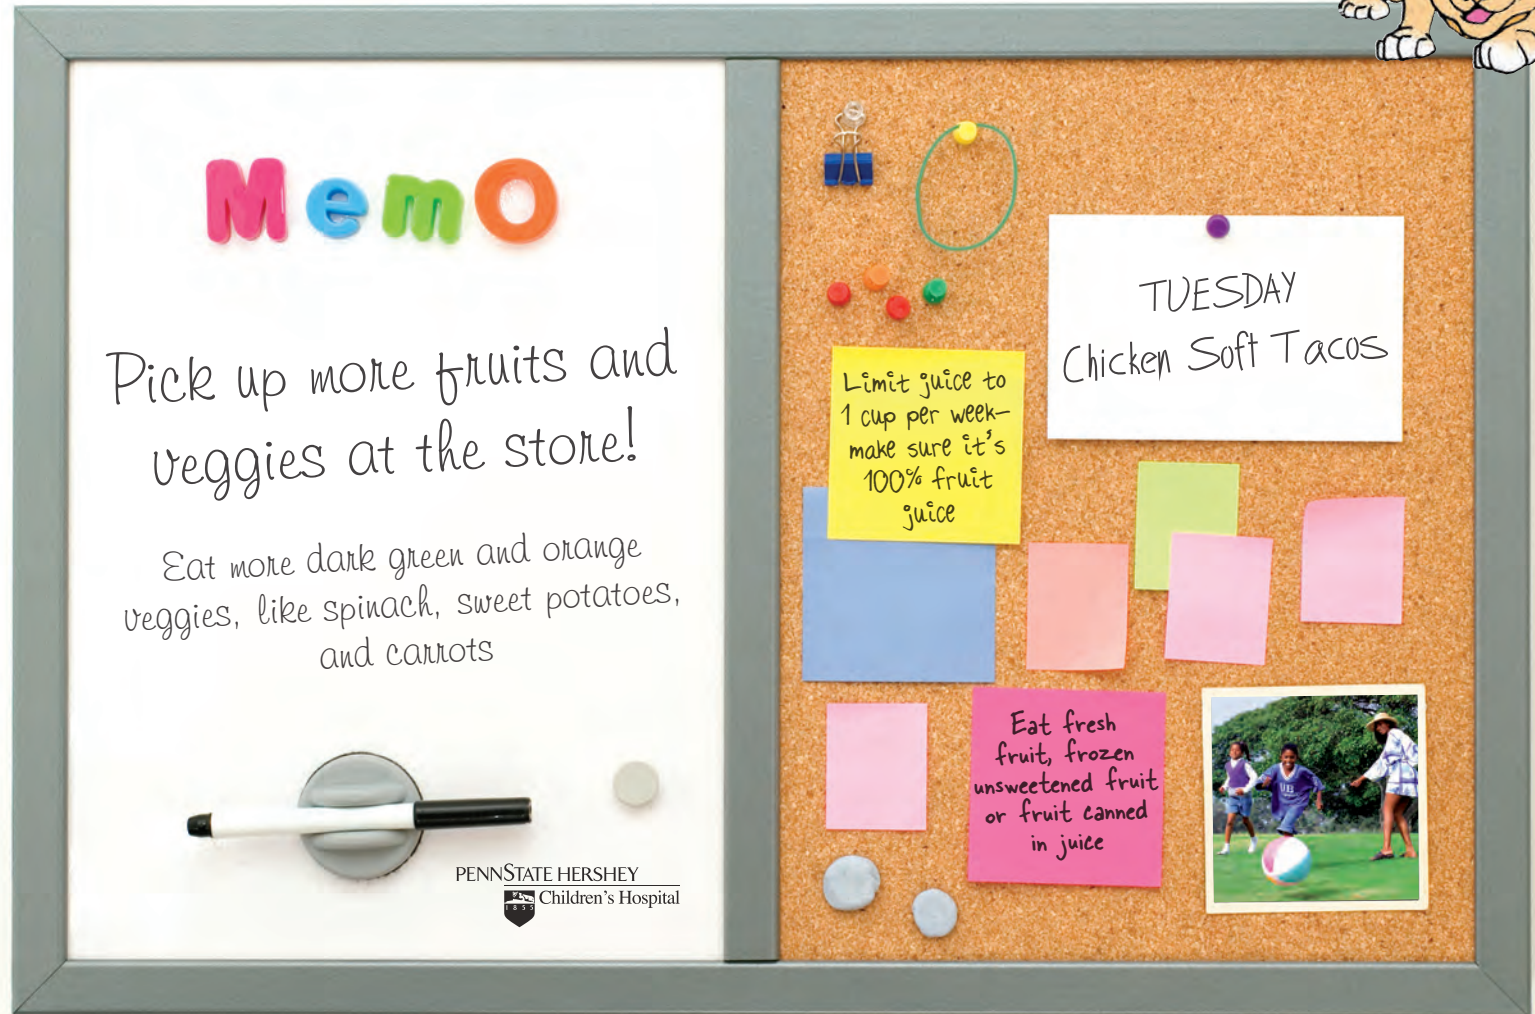 Memo
Pick up more fruits and
veggies at the store!
Eat more dark green and orange
veggies, like spinach, sweet potatoes,
and carrots
PENNSTATE HERSHEY
Children's Hospital
1855
TUESDAY
Chicken Soft Tacos
Limit juice to
1 cup per week–
make sure it's
100% fruit
juice
Eat fresh
fruit, frozen
unsweetened fruit
or fruit canned
in juice